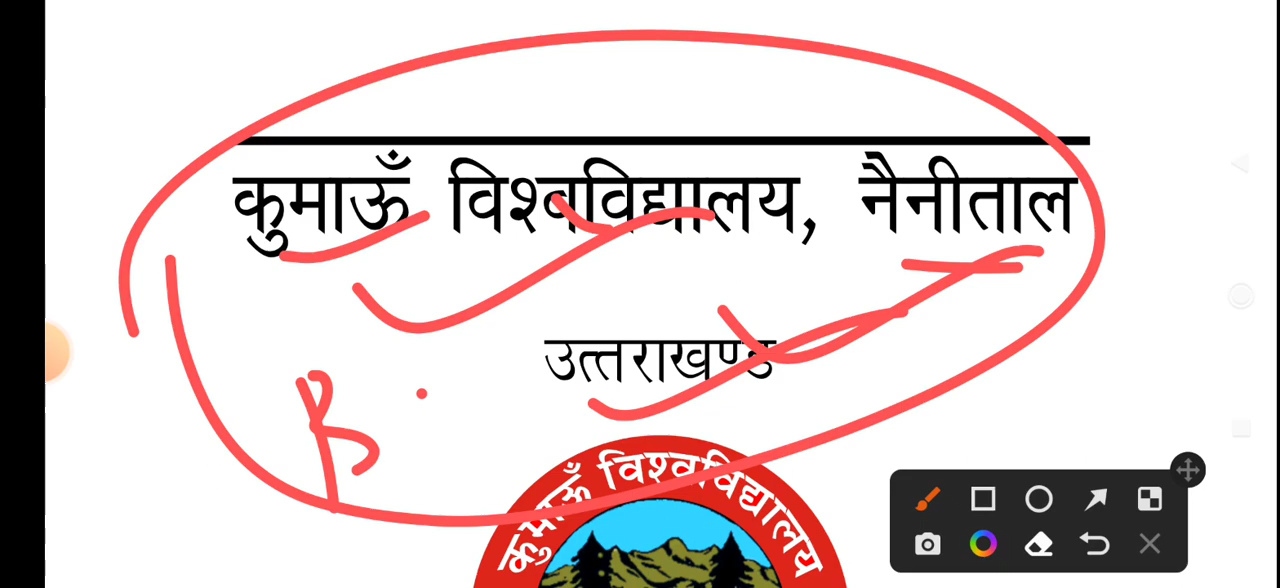 कुमाऊँ विश्वविद्यालय, नैनीताल
उत्तराखण्ड
B.
कुमाऊँ विश्वविद्यालय